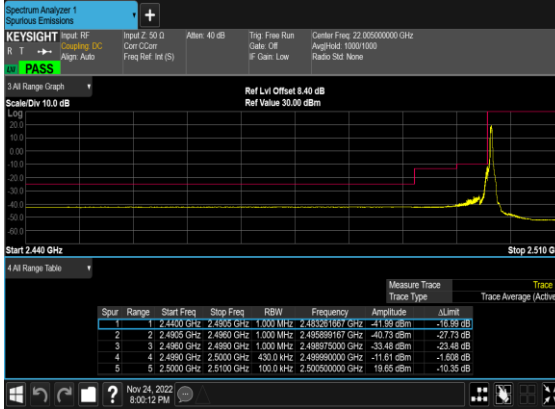 Spectrum Analyzer 1
Spurious Emissions
+
KEYSIGHT Input: RF Input Z: 50 Ω Atten: 40 dB Trig: Free Run Center Freq: 22.005000000 GHz
R T Coupling: DC Corr CCorr Gate: Off Avg|Hold: 1000/1000
Align: Auto Freq Ref: Int (S) IF Gain: Low Radio Std: None
PASS
3 All Range Graph Ref Lvl Offset 8.40 dB
Scale/Div 10.0 dB Ref Value 30.00 dBm
Log
20.0
10.0
0.00
-10.0
-20.0
-30.0
-40.0
-50.0
-60.0
Start 2.440 GHz Stop 2.510 G
4 All Range Table
Measure Trace Trace
Trace Type Trace Average (Active
Spur Range Start Freq Stop Freq RBW Frequency Amplitude ΔLimit
1 1 2.4400 GHz 2.4905 GHz 1.000 MHz 2.483261667 GHz -41.99 dBm -16.99 dB
2 2 2.4905 GHz 2.4960 GHz 1.000 MHz 2.495899167 GHz -40.73 dBm -27.73 dB
3 3 2.4960 GHz 2.4990 GHz 1.000 MHz 2.498975000 GHz -33.48 dBm -23.48 dB
4 4 2.4990 GHz 2.5000 GHz 430.0 kHz 2.499990000 GHz -11.61 dBm -1.608 dB
5 5 2.5000 GHz 2.5100 GHz 100.0 kHz 2.500500000 GHz 19.65 dBm -10.35 dB
? Nov 24, 2022
8:00:12 PM